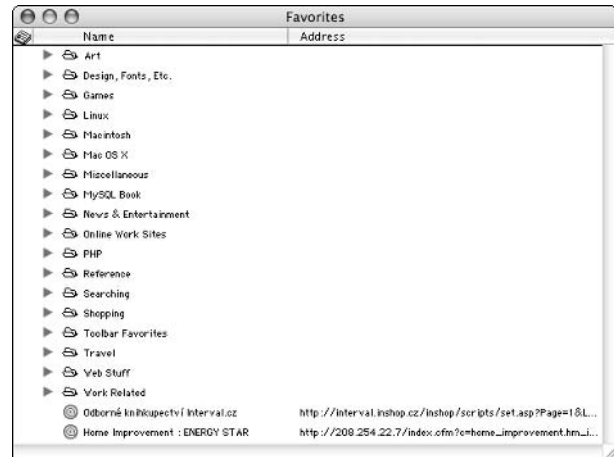 Favorites
Name Address
Art
Design, Fonts, Etc.
Games
Linux
Macintosh
Mac OS X
Miscellaneous
MySQL Book
News & Entertainment
Online Work Sites
PHP
Reference
Searching
Shopping
Toolbar Favorites
Travel
Web Stuff
Work Related
Odborné knihkupectví Interval.cz http://interval.inshop.cz/inshop/scripts/set.asp?Page=1&L...
Home Improvement : ENERGY STAR http://208.254.22.7/index.cfm?c=home_improvement.hm_i...